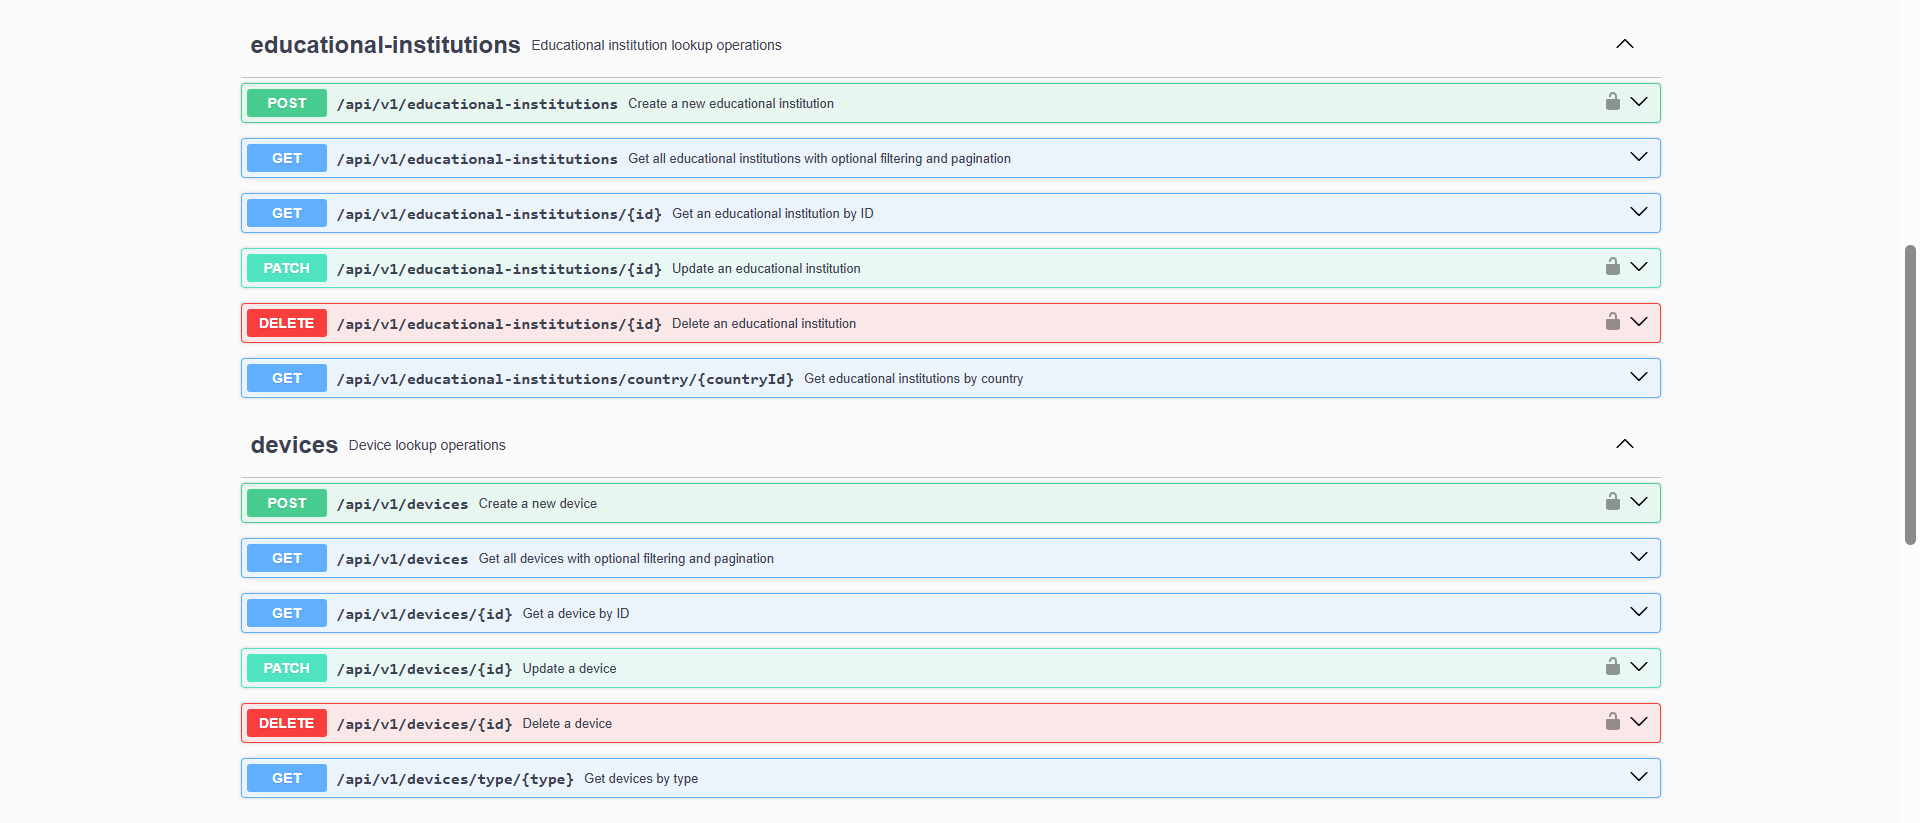 educational-institutions Educational institution lookup operations
POST /api/v1/educational-institutions Create a new educational institution
GET /api/v1/educational-institutions Get all educational institutions with optional filtering and pagination
GET /api/v1/educational-institutions/{id} Get an educational institution by ID
PATCH /api/v1/educational-institutions/{id} Update an educational institution
DELETE /api/v1/educational-institutions/{id} Delete an educational institution
GET /api/v1/educational-institutions/country/{countryId} Get educational institutions by country
devices Device lookup operations
POST /api/v1/devices Create a new device
GET /api/v1/devices Get all devices with optional filtering and pagination
GET /api/v1/devices/{id} Get a device by ID
PATCH /api/v1/devices/{id} Update a device
DELETE /api/v1/devices/{id} Delete a device
GET /api/v1/devices/type/{type} Get devices by type